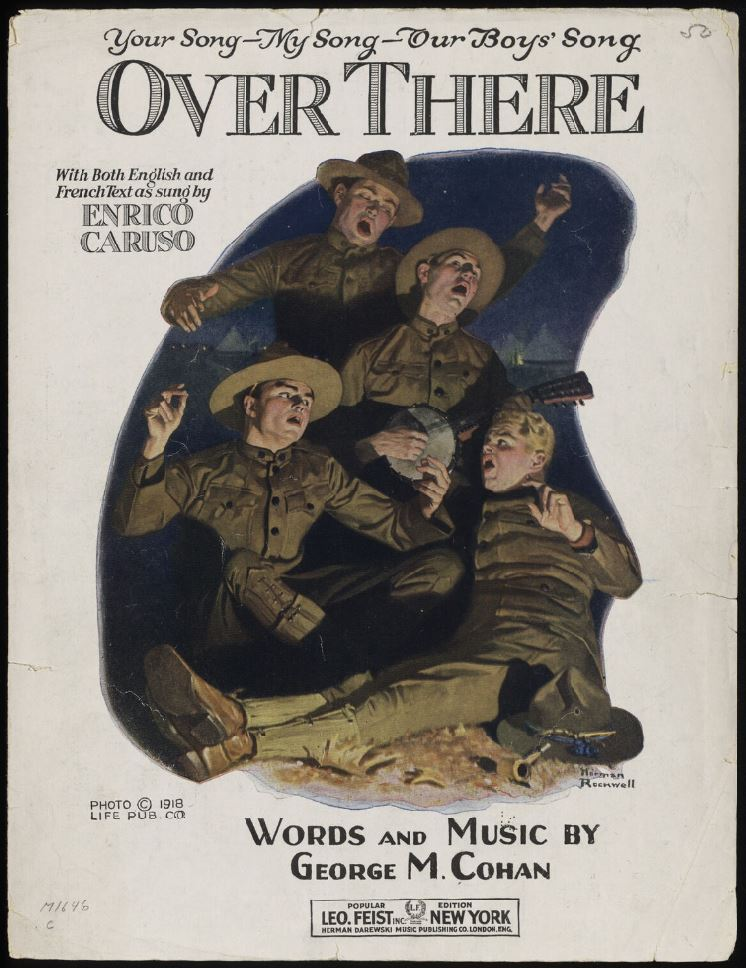 50
Your Song-My Song-Our Boys' Song
OVER THERE
With Both English and
French Text as sung by
ENRICO
CARUSO
Norman
Rockwell
PHOTO © 1918
LIFE PUB. CO.
WORDS AND MUSIC BY
GEORGE M. COHAN
M1646
.C
POPULAR EDITION
LEO. FEIST INC. L.F. NEW YORK
HERMAN DAREWSKI MUSIC PUBLISHING CO. LONDON, ENG.